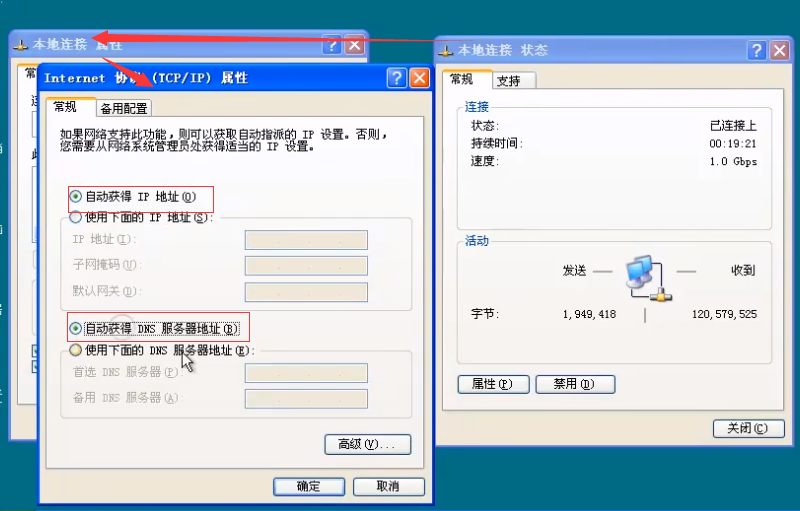 本地连接 属性
常
Internet 协议 (TCP/IP) 属性
常规
备用配置
如果网络支持此功能，则可以获取自动指派的 IP 设置。否则，
您需要从网络系统管理员处获得适当的 IP 设置。
自动获得 IP 地址(O)
使用下面的 IP 地址(S):
IP 地址(I):
子网掩码(U):
默认网关(D):
自动获得 DNS 服务器地址(B)
使用下面的 DNS 服务器地址(E):
首选 DNS 服务器(P)
备用 DNS 服务器(A)
高级(V)...
确定
取消
本地连接 状态
常规
支持
连接
状态:
已连接上
持续时间:
00:19:21
速度:
1.0 Gbps
活动
发送
收到
字节:
1,949,418
120,579,525
属性(P)
禁用(D)
关闭(C)